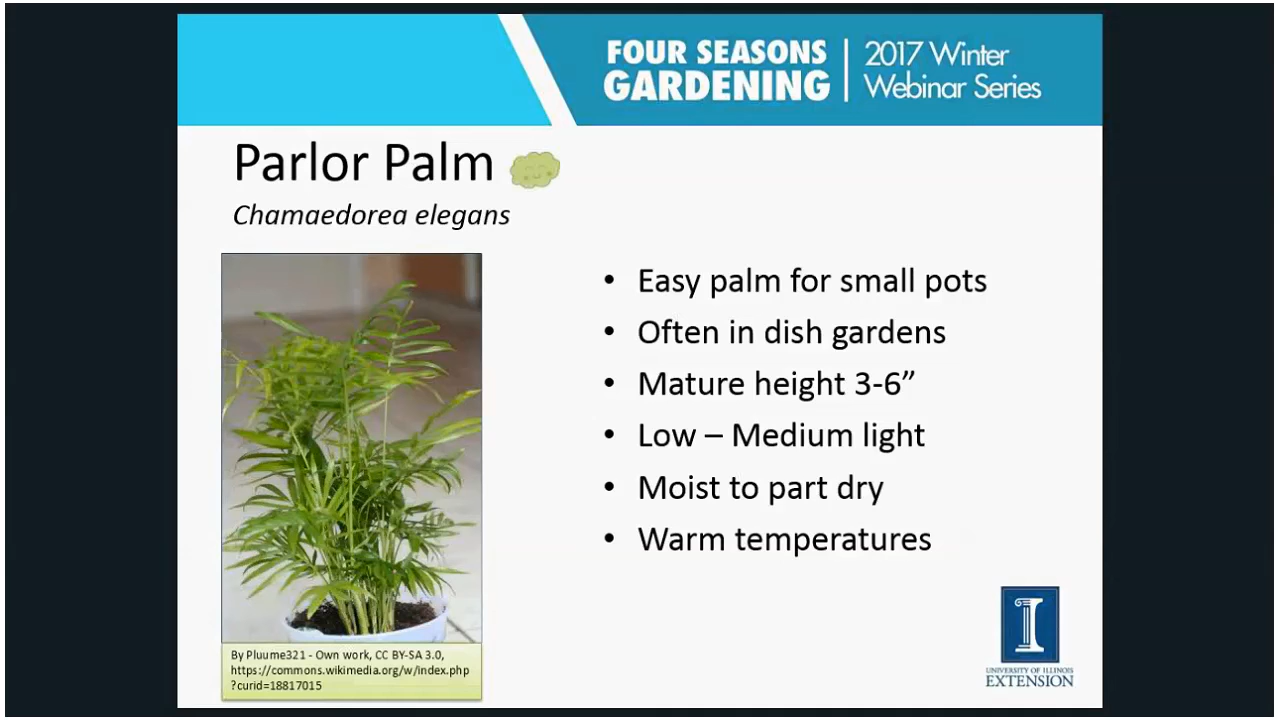 FOUR SEASONS
GARDENING
2017 Winter
Webinar Series
Parlor Palm
Chamaedorea elegans
• Easy palm for small pots
• Often in dish gardens
• Mature height 3-6”
• Low – Medium light
• Moist to part dry
• Warm temperatures
By Pluume321 - Own work, CC BY-SA 3.0,
https://commons.wikimedia.org/w/index.php
?curid=18817015
I
UNIVERSITY OF ILLINOIS
EXTENSION